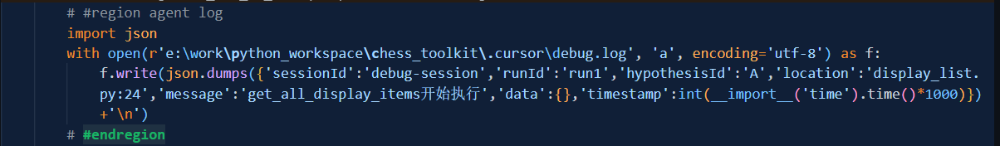 # #region agent log
import json
with open(r'e:\work\python_workspace\chess_toolkit\.cursor\debug.log', 'a', encoding='utf-8') as f:
f.write(json.dumps({'sessionId':'debug-session','runId':'run1','hypothesisId':'A','location':'display_list.
py:24','message':'get_all_display_items开始执行','data':{},'timestamp':int(__import__('time').time()*1000)})
+'\n')
# #endregion